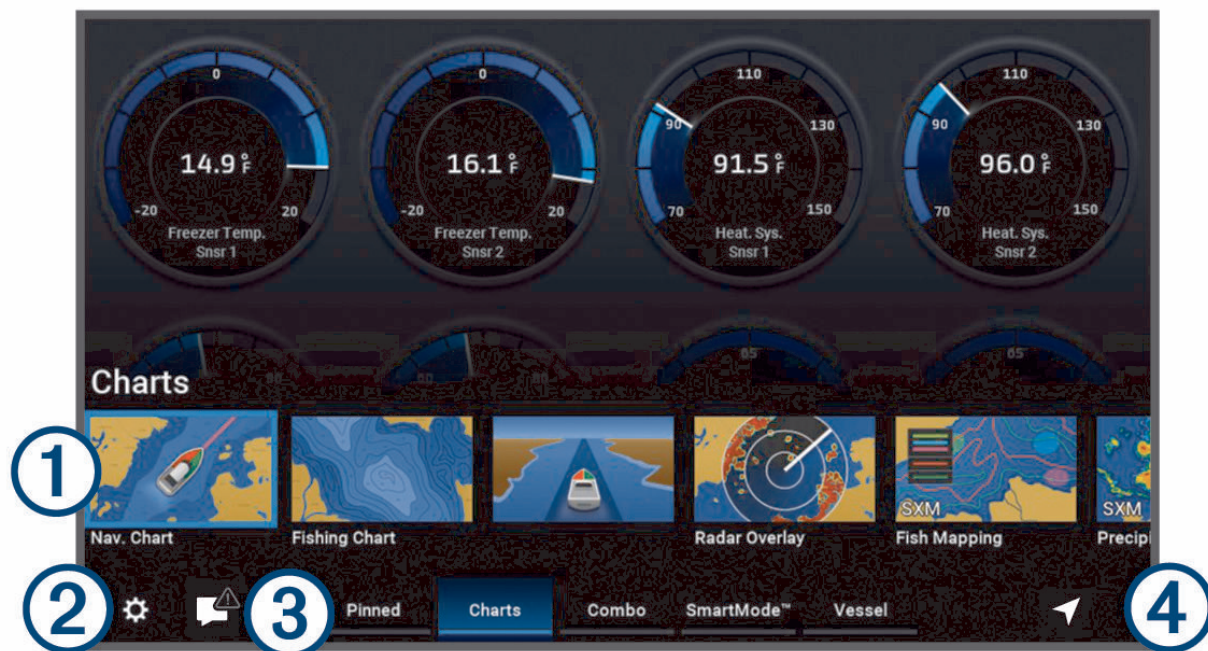 0
0
110
110
90
130
90
130
14.9 °F
16.1 °F
91.5 °F
96.0 °F
-20
20
-20
20
70
150
70
150
Freezer Temp.
Snsr 1
Freezer Temp.
Snsr 2
Heat. Sys.
Snsr 1
Heat. Sys.
Snsr 2
65
65
Charts
1
SXM
SXM
Nav. Chart
Fishing Chart
Radar Overlay
Fish Mapping
Precipi
2
3
Pinned
Charts
Combo
SmartMode™
Vessel
4